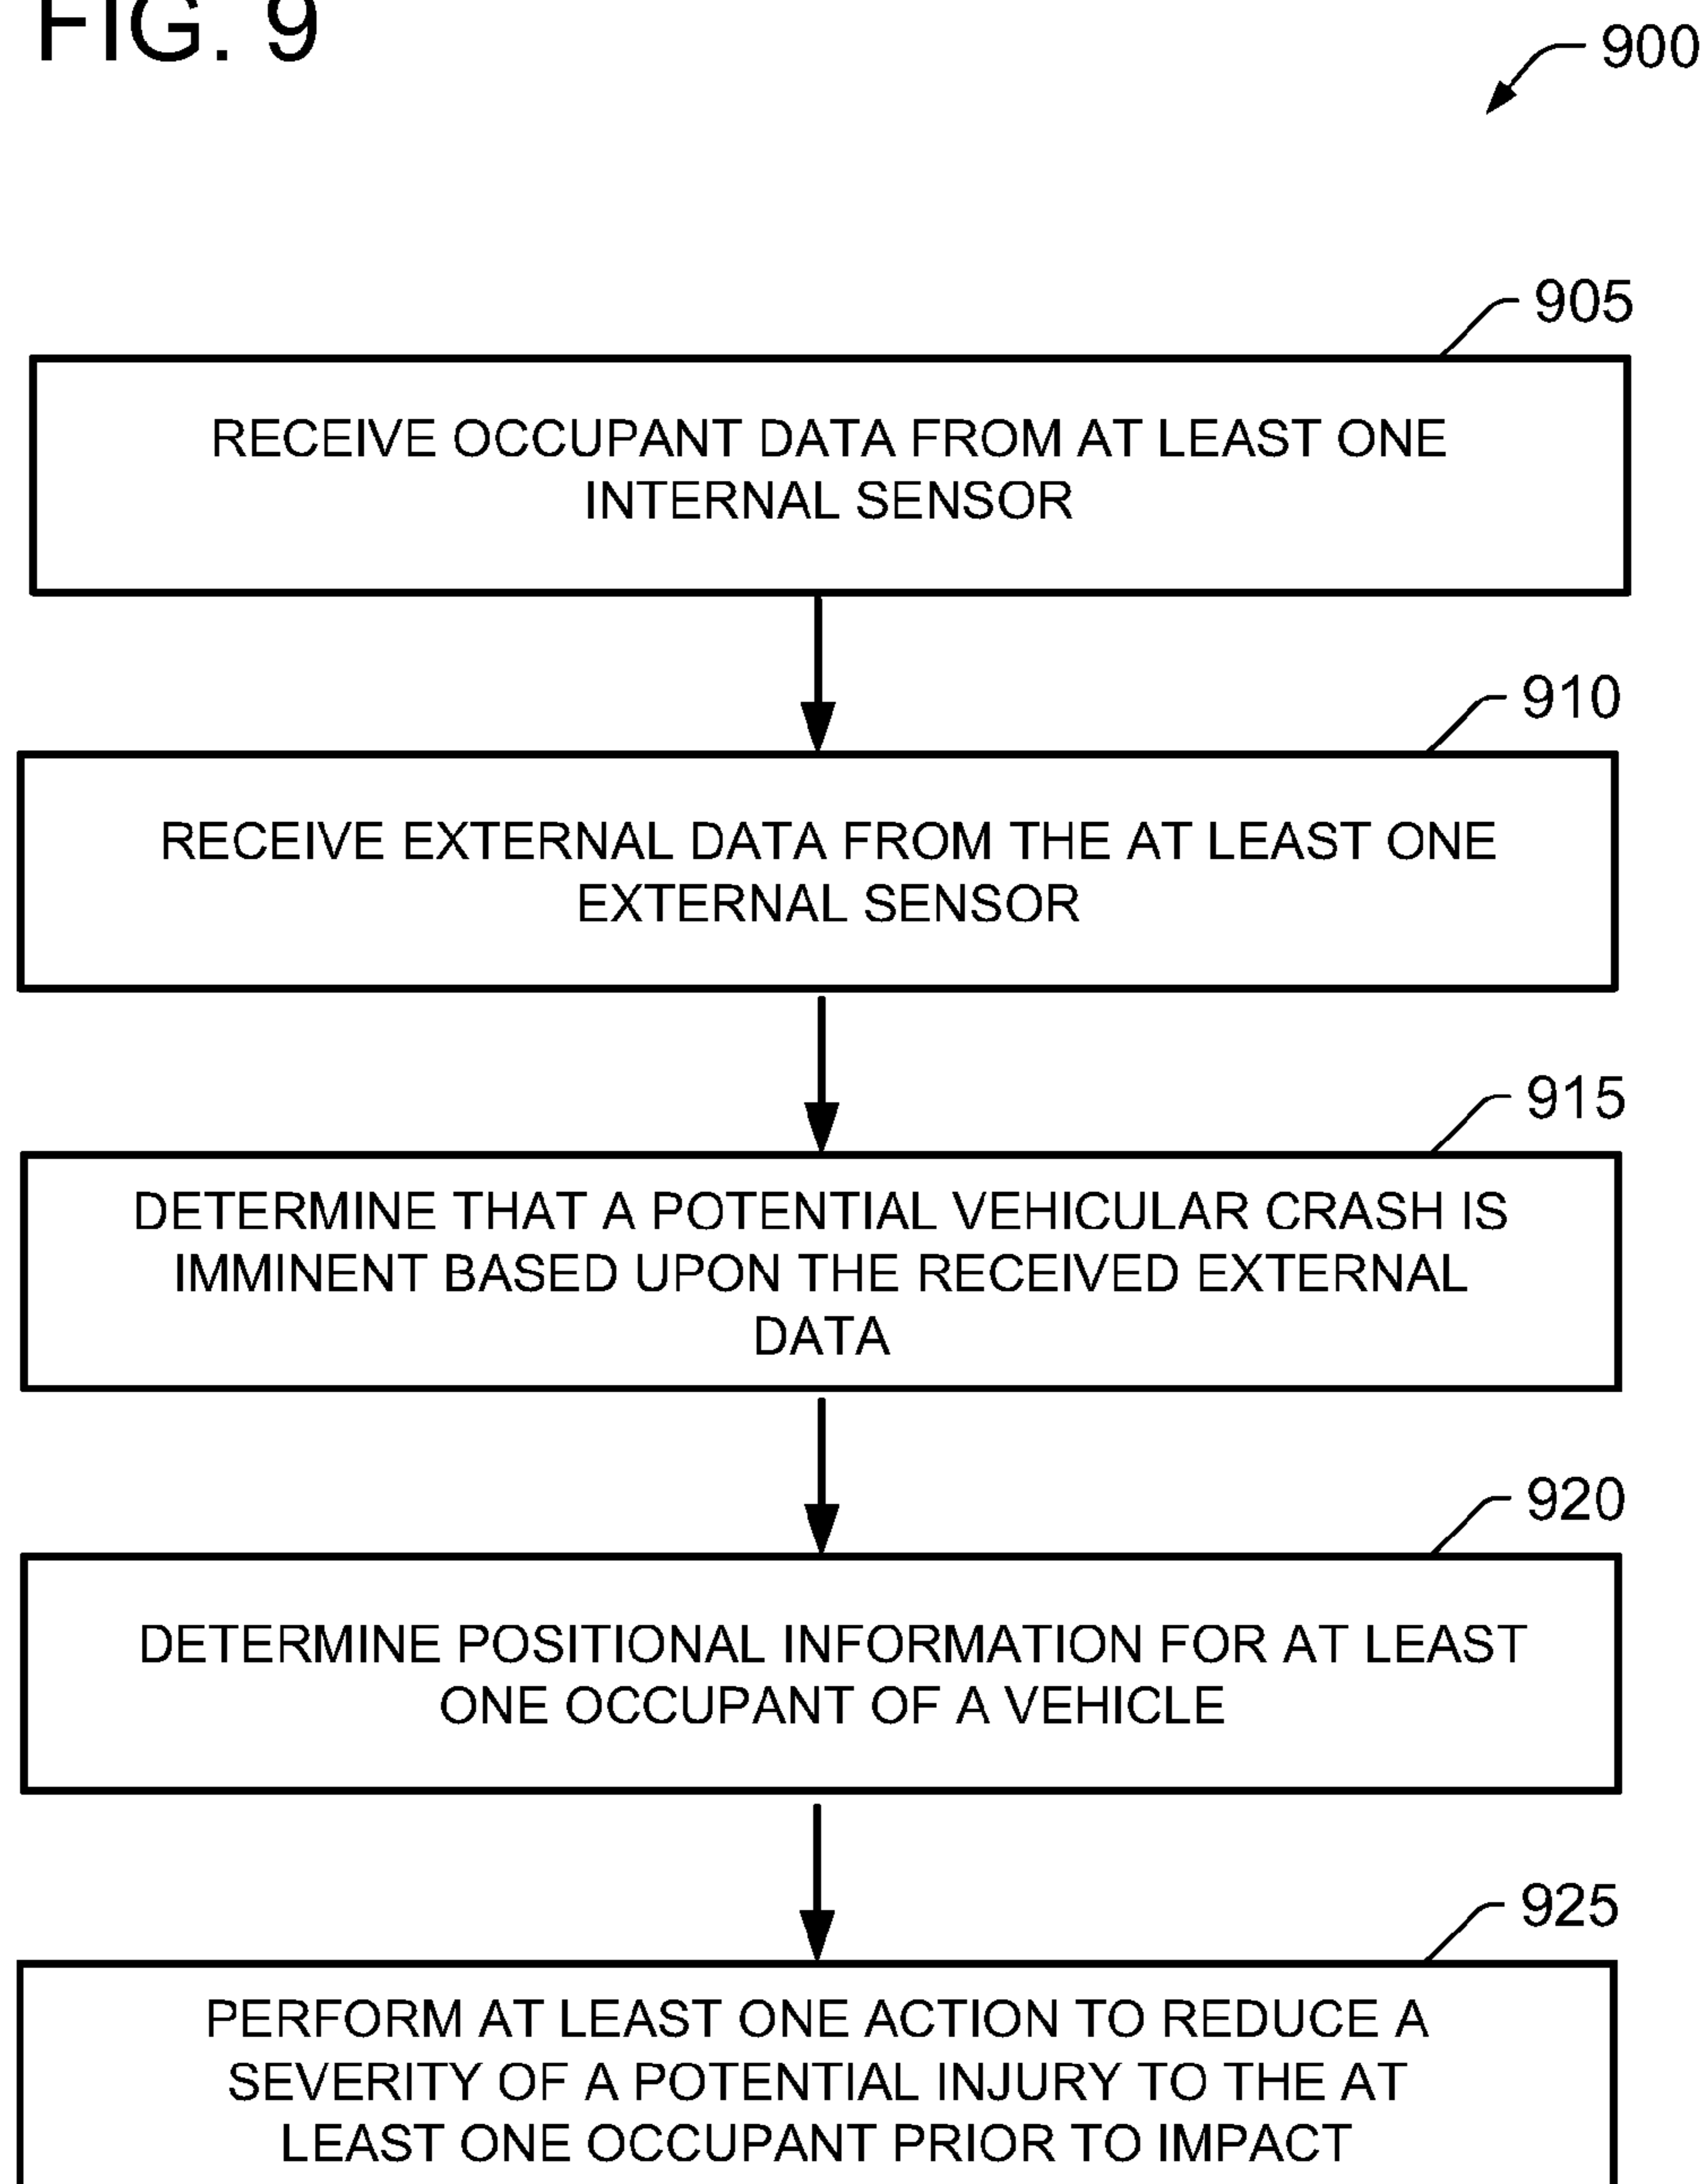 FIG. 9
900
905
RECEIVE OCCUPANT DATA FROM AT LEAST ONE
INTERNAL SENSOR
910
RECEIVE EXTERNAL DATA FROM THE AT LEAST ONE
EXTERNAL SENSOR
915
DETERMINE THAT A POTENTIAL VEHICULAR CRASH IS
IMMINENT BASED UPON THE RECEIVED EXTERNAL
DATA
920
DETERMINE POSITIONAL INFORMATION FOR AT LEAST
ONE OCCUPANT OF A VEHICLE
925
PERFORM AT LEAST ONE ACTION TO REDUCE A
SEVERITY OF A POTENTIAL INJURY TO THE AT
LEAST ONE OCCUPANT PRIOR TO IMPACT